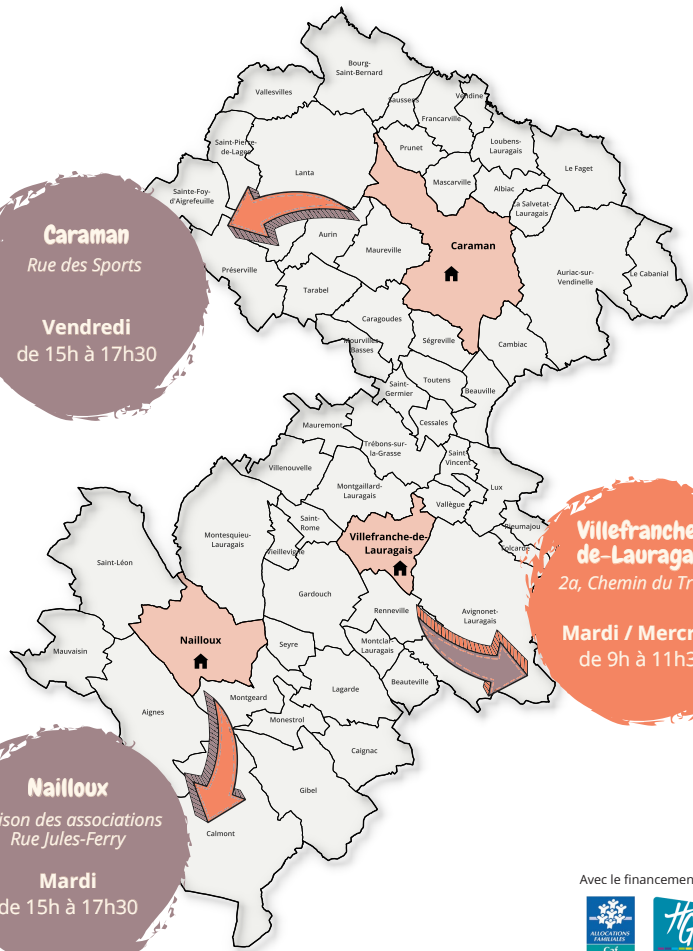 Bourg-
Saint-Bernard
Vallesvilles
Vendine
Francarville
Saint-Pierre-
de-Lages
Prunet
Loubens-
Lauragais
Lanta
Le Faget
Mascarville
Albiac
Sainte-Foy-
d'Aigrefeuille
La Salvetat-
Lauragais
Caraman
Rue des Sports
Vendredi
de 15h à 17h30
Aurin
Maureville
Caraman
Préserville
Auriac-sur-
Vendinelle
Le Cabanial
Tarabel
Caragoudes
Mourvilles
Basses
Ségreville
Cambiac
Saint-
Germier
Toutens
Beauville
Mauremont
Cessales
Trébons-sur-
la-Grasse
Villenouvelle
Saint-
Vincent
Montgaillard-
Lauragais
Lux
Vallègue
Saint-
Rome
Montesquieu-
Lauragais
Villefranche-de-
Lauragais
Vieillevigne
Saint-Léon
Gardouch
Renneville
Avignonet-
Lauragais
Villefranche
de-Lauraga
2a, Chemin du Tr
Mardi / Mercr
de 9h à 11h3
Nailloux
Seyre
Mauvaisin
Beauteville
Lagarde
Montgeard
Aignes
Monestrol
Caignac
Gibel
Calmont
Nailloux
ison des associations
Rue Jules-Ferry
Mardi
de 15h à 17h30
Avec le financemen
ALLOCATIONS
FAMILIALES
Caf